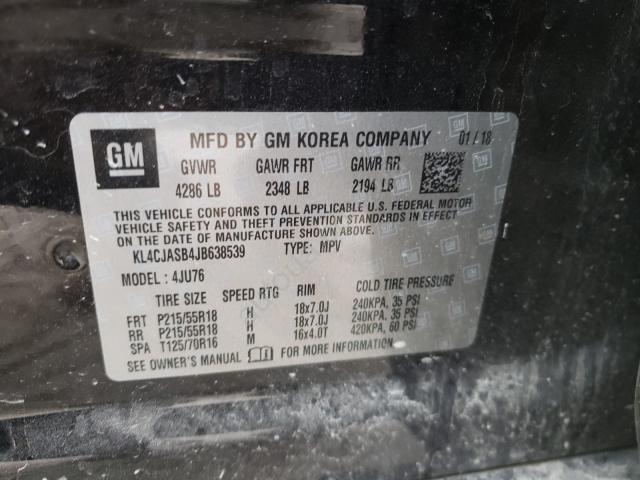 GM MFD BY GM KOREA COMPANY 01 / 18
GVWR GAWR FRT GAWR RR
4286 LB 2348 LB 2194 LB
THIS VEHICLE CONFORMS TO ALL APPLICABLE U.S. FEDERAL MOTOR
VEHICLE SAFETY AND THEFT PREVENTION STANDARDS IN EFFECT
ON THE DATE OF MANUFACTURE SHOWN ABOVE.
KL4CJASB4JB638539 TYPE: MPV
MODEL: 4JU76
TIRE SIZE SPEED RTG RIM COLD TIRE PRESSURE
FRT P215/55R18 H 18x7.0J 240KPA, 35 PSI
RR P215/55R18 H 18x7.0J 240KPA, 35 PSI
SPA T125/70R16 M 16x4.0T 420KPA, 60 PSI
SEE OWNER'S MANUAL FOR MORE INFORMATION.